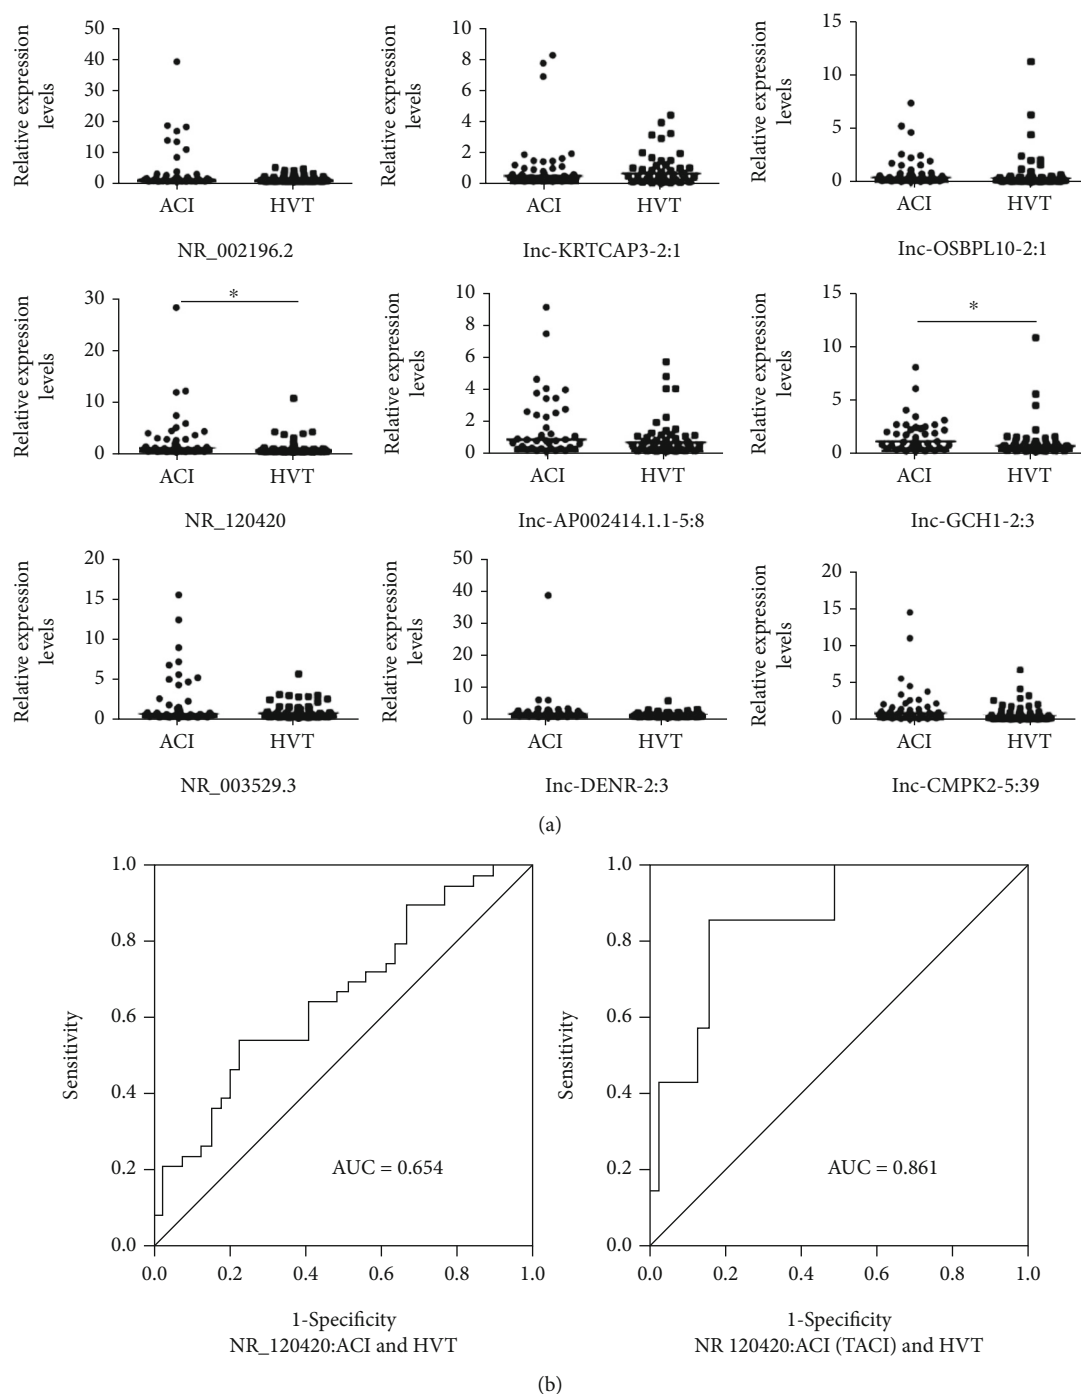 Relative expression
levels
50
40
30
20
10
0
ACI
HVT
NR_002196.2
Relative expression
levels
10
8
6
4
2
0
ACI
HVT
Inc-KRTCAP3-2:1
Relative expression
levels
15
10
5
0
ACI
HVT
Inc-OSBPL10-2:1
Relative expression
levels
30
20
10
0
*
ACI
HVT
NR_120420
Relative expression
levels
10
8
6
4
2
0
ACI
HVT
Inc-AP002414.1.1-5:8
Relative expression
levels
15
10
5
0
*
ACI
HVT
Inc-GCH1-2:3
Relative expression
levels
20
15
10
5
0
ACI
HVT
NR_003529.3
Relative expression
levels
50
40
30
20
10
0
ACI
HVT
Inc-DENR-2:3
Relative expression
levels
20
15
10
5
0
ACI
HVT
Inc-CMPK2-5:39
(a)
Sensitivity
1.0
0.8
0.6
0.4
0.2
0.0
AUC = 0.654
0.0 0.2 0.4 0.6 0.8 1.0
1-Specificity
NR_120420:ACI and HVT
Sensitivity
1.0
0.8
0.6
0.4
0.2
0.0
AUC = 0.861
0.0 0.2 0.4 0.6 0.8 1.0
1-Specificity
NR 120420:ACI (TACI) and HVT
(b)